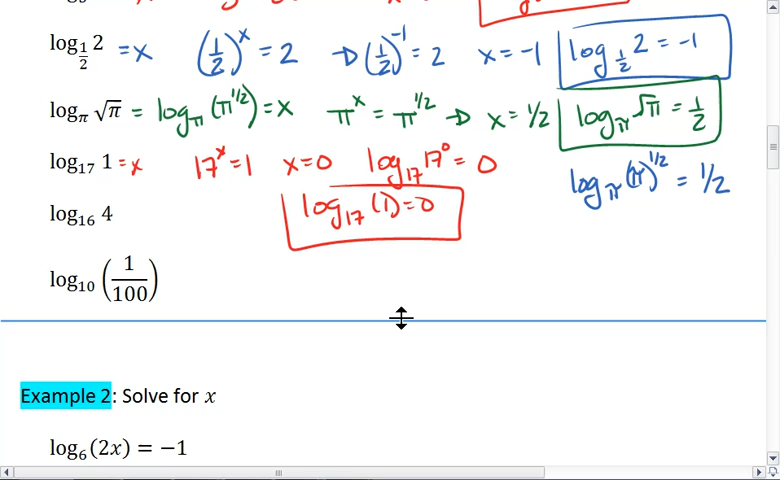 log_{1/2} 2 = x (1/2)^x = 2 → (1/2)^{-1} = 2 x = -1 log_{1/2} 2 = -1
log_π √π = log_π (π^{1/2}) = x π^x = π^{1/2} → x = 1/2 log_π √π = 1/2
log_{17} 1 = x 17^x = 1 x = 0 log_{17} 17^0 = 0
log_π (π)^{1/2} = 1/2
log_{16} 4 log_{17} (1) = 0
log_{10} (1/100)
Example 2: Solve for x
log_6 (2x) = −1